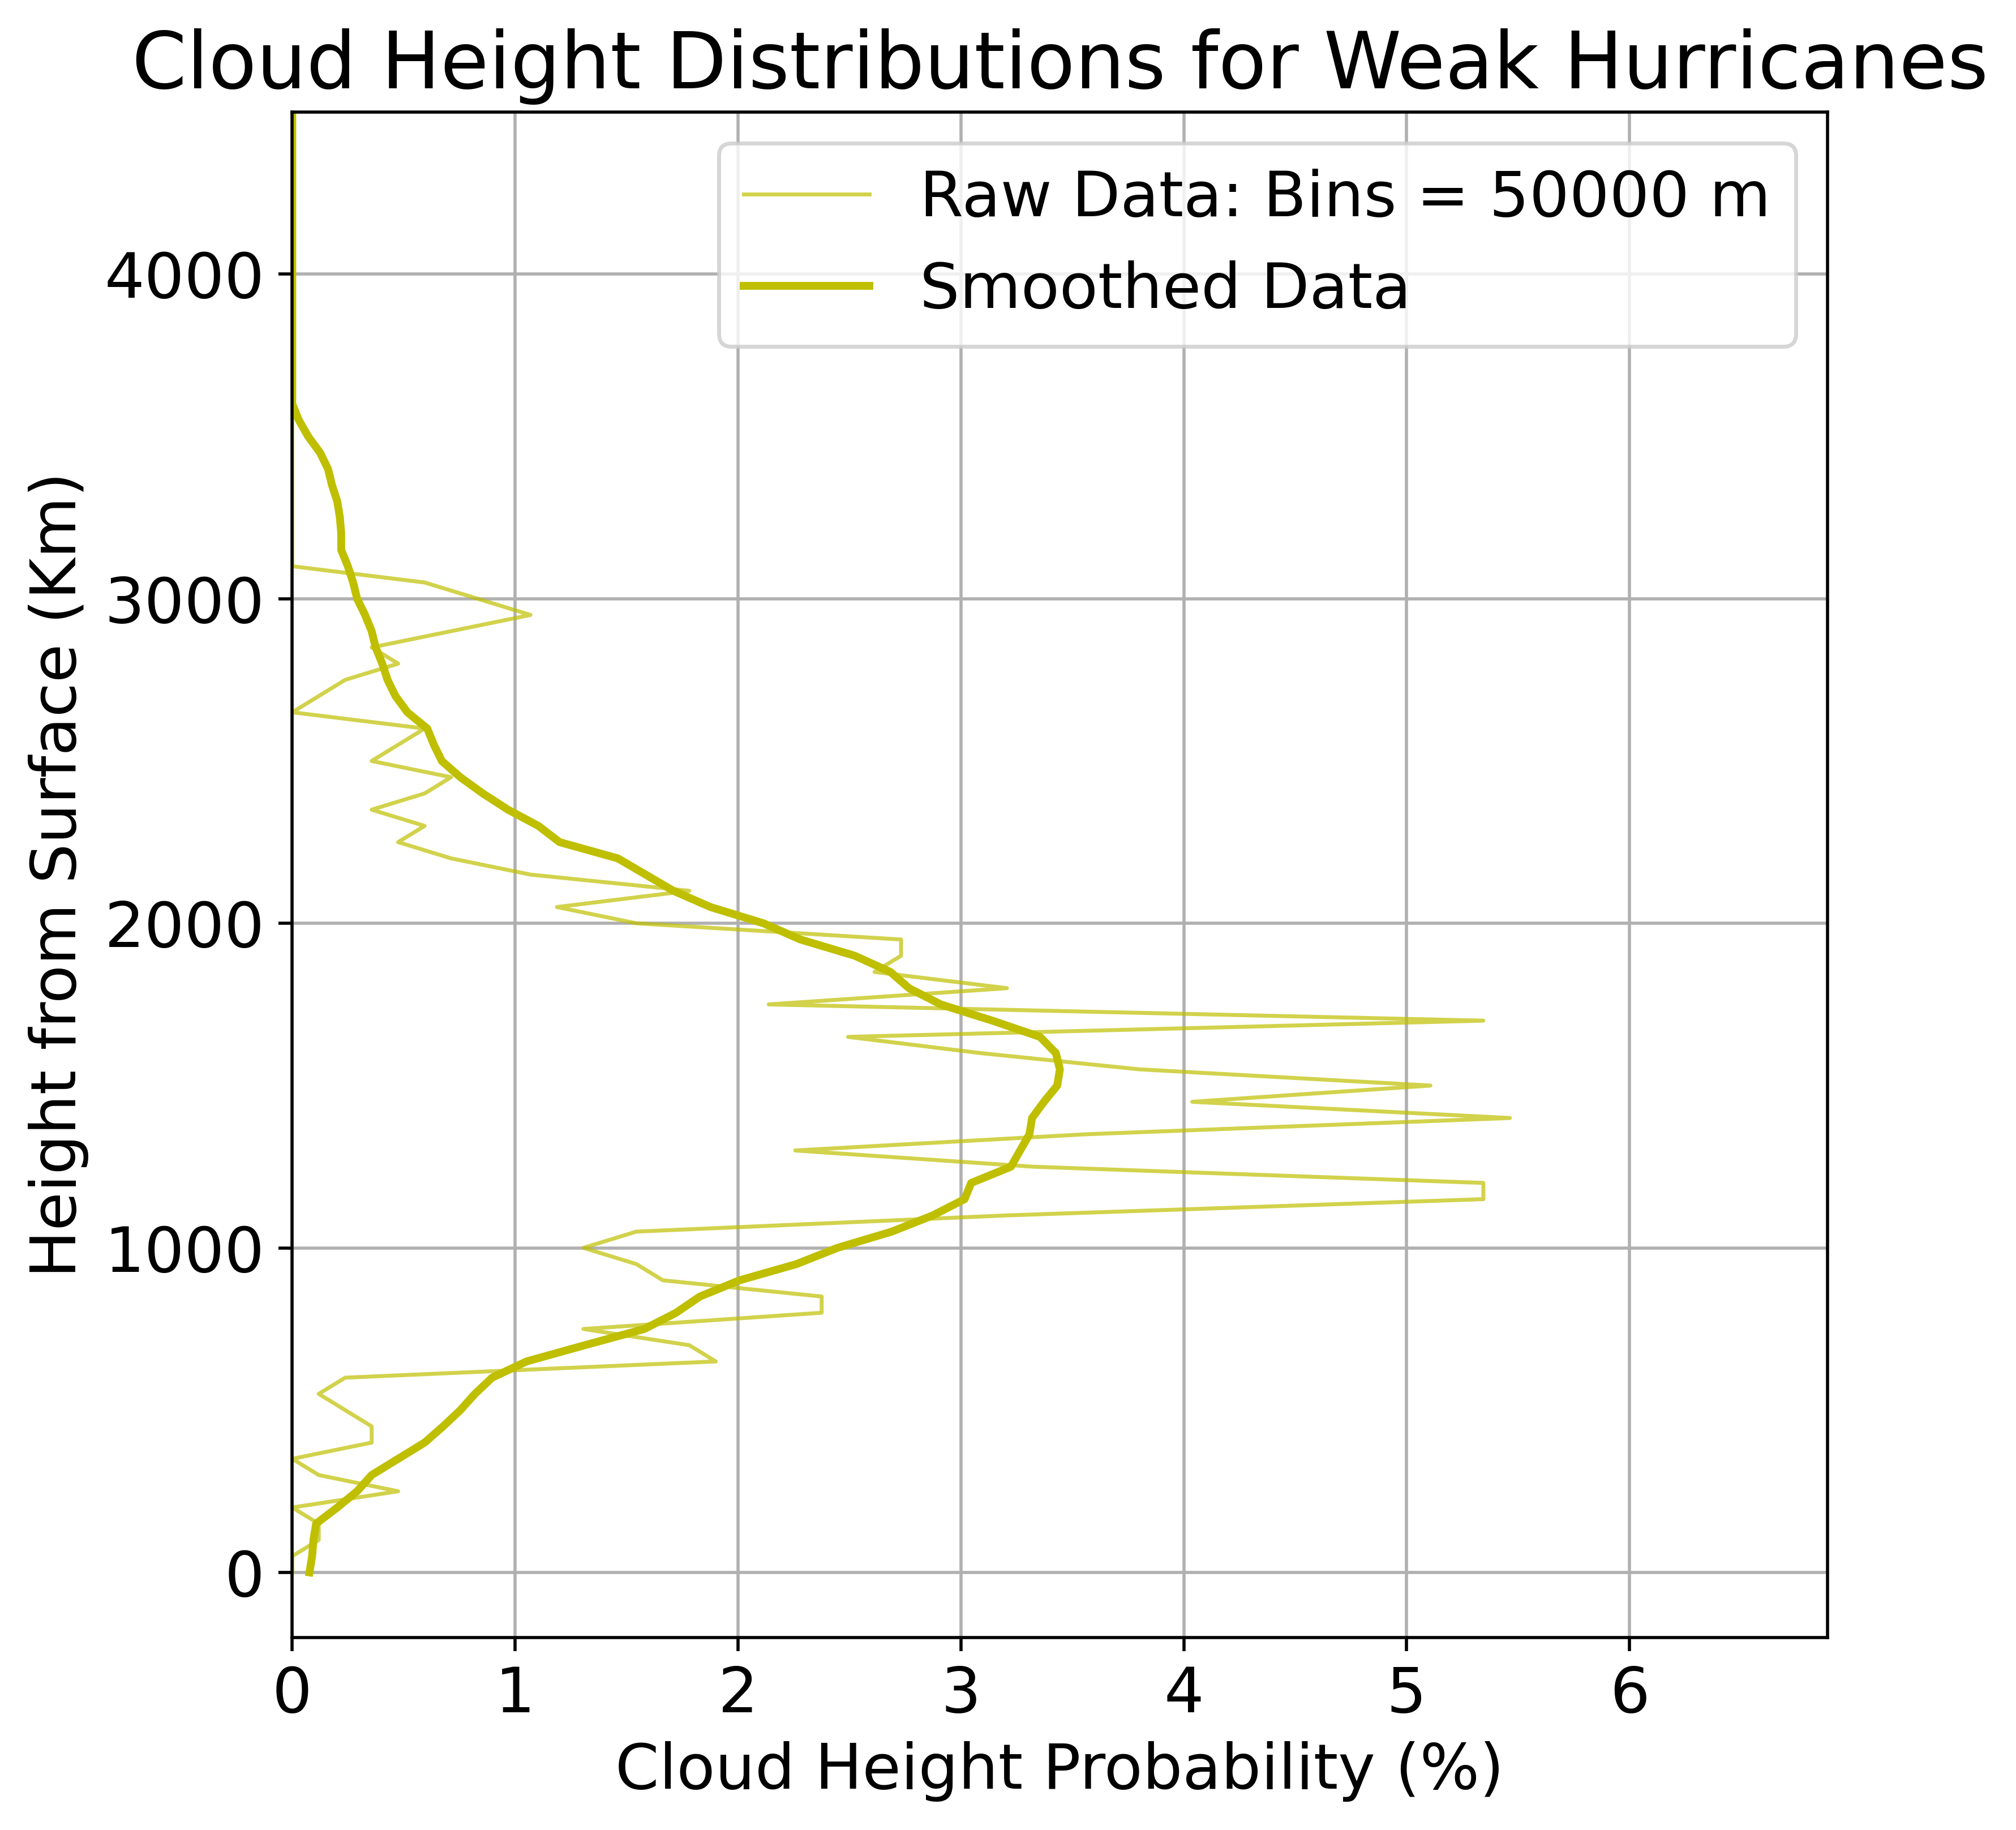 Cloud Height Distributions for Weak Hurricanes
Raw Data: Bins = 50000 m
Smoothed Data
Height from Surface (Km)
4000
3000
2000
1000
0
0 1 2 3 4 5 6
Cloud Height Probability (%)